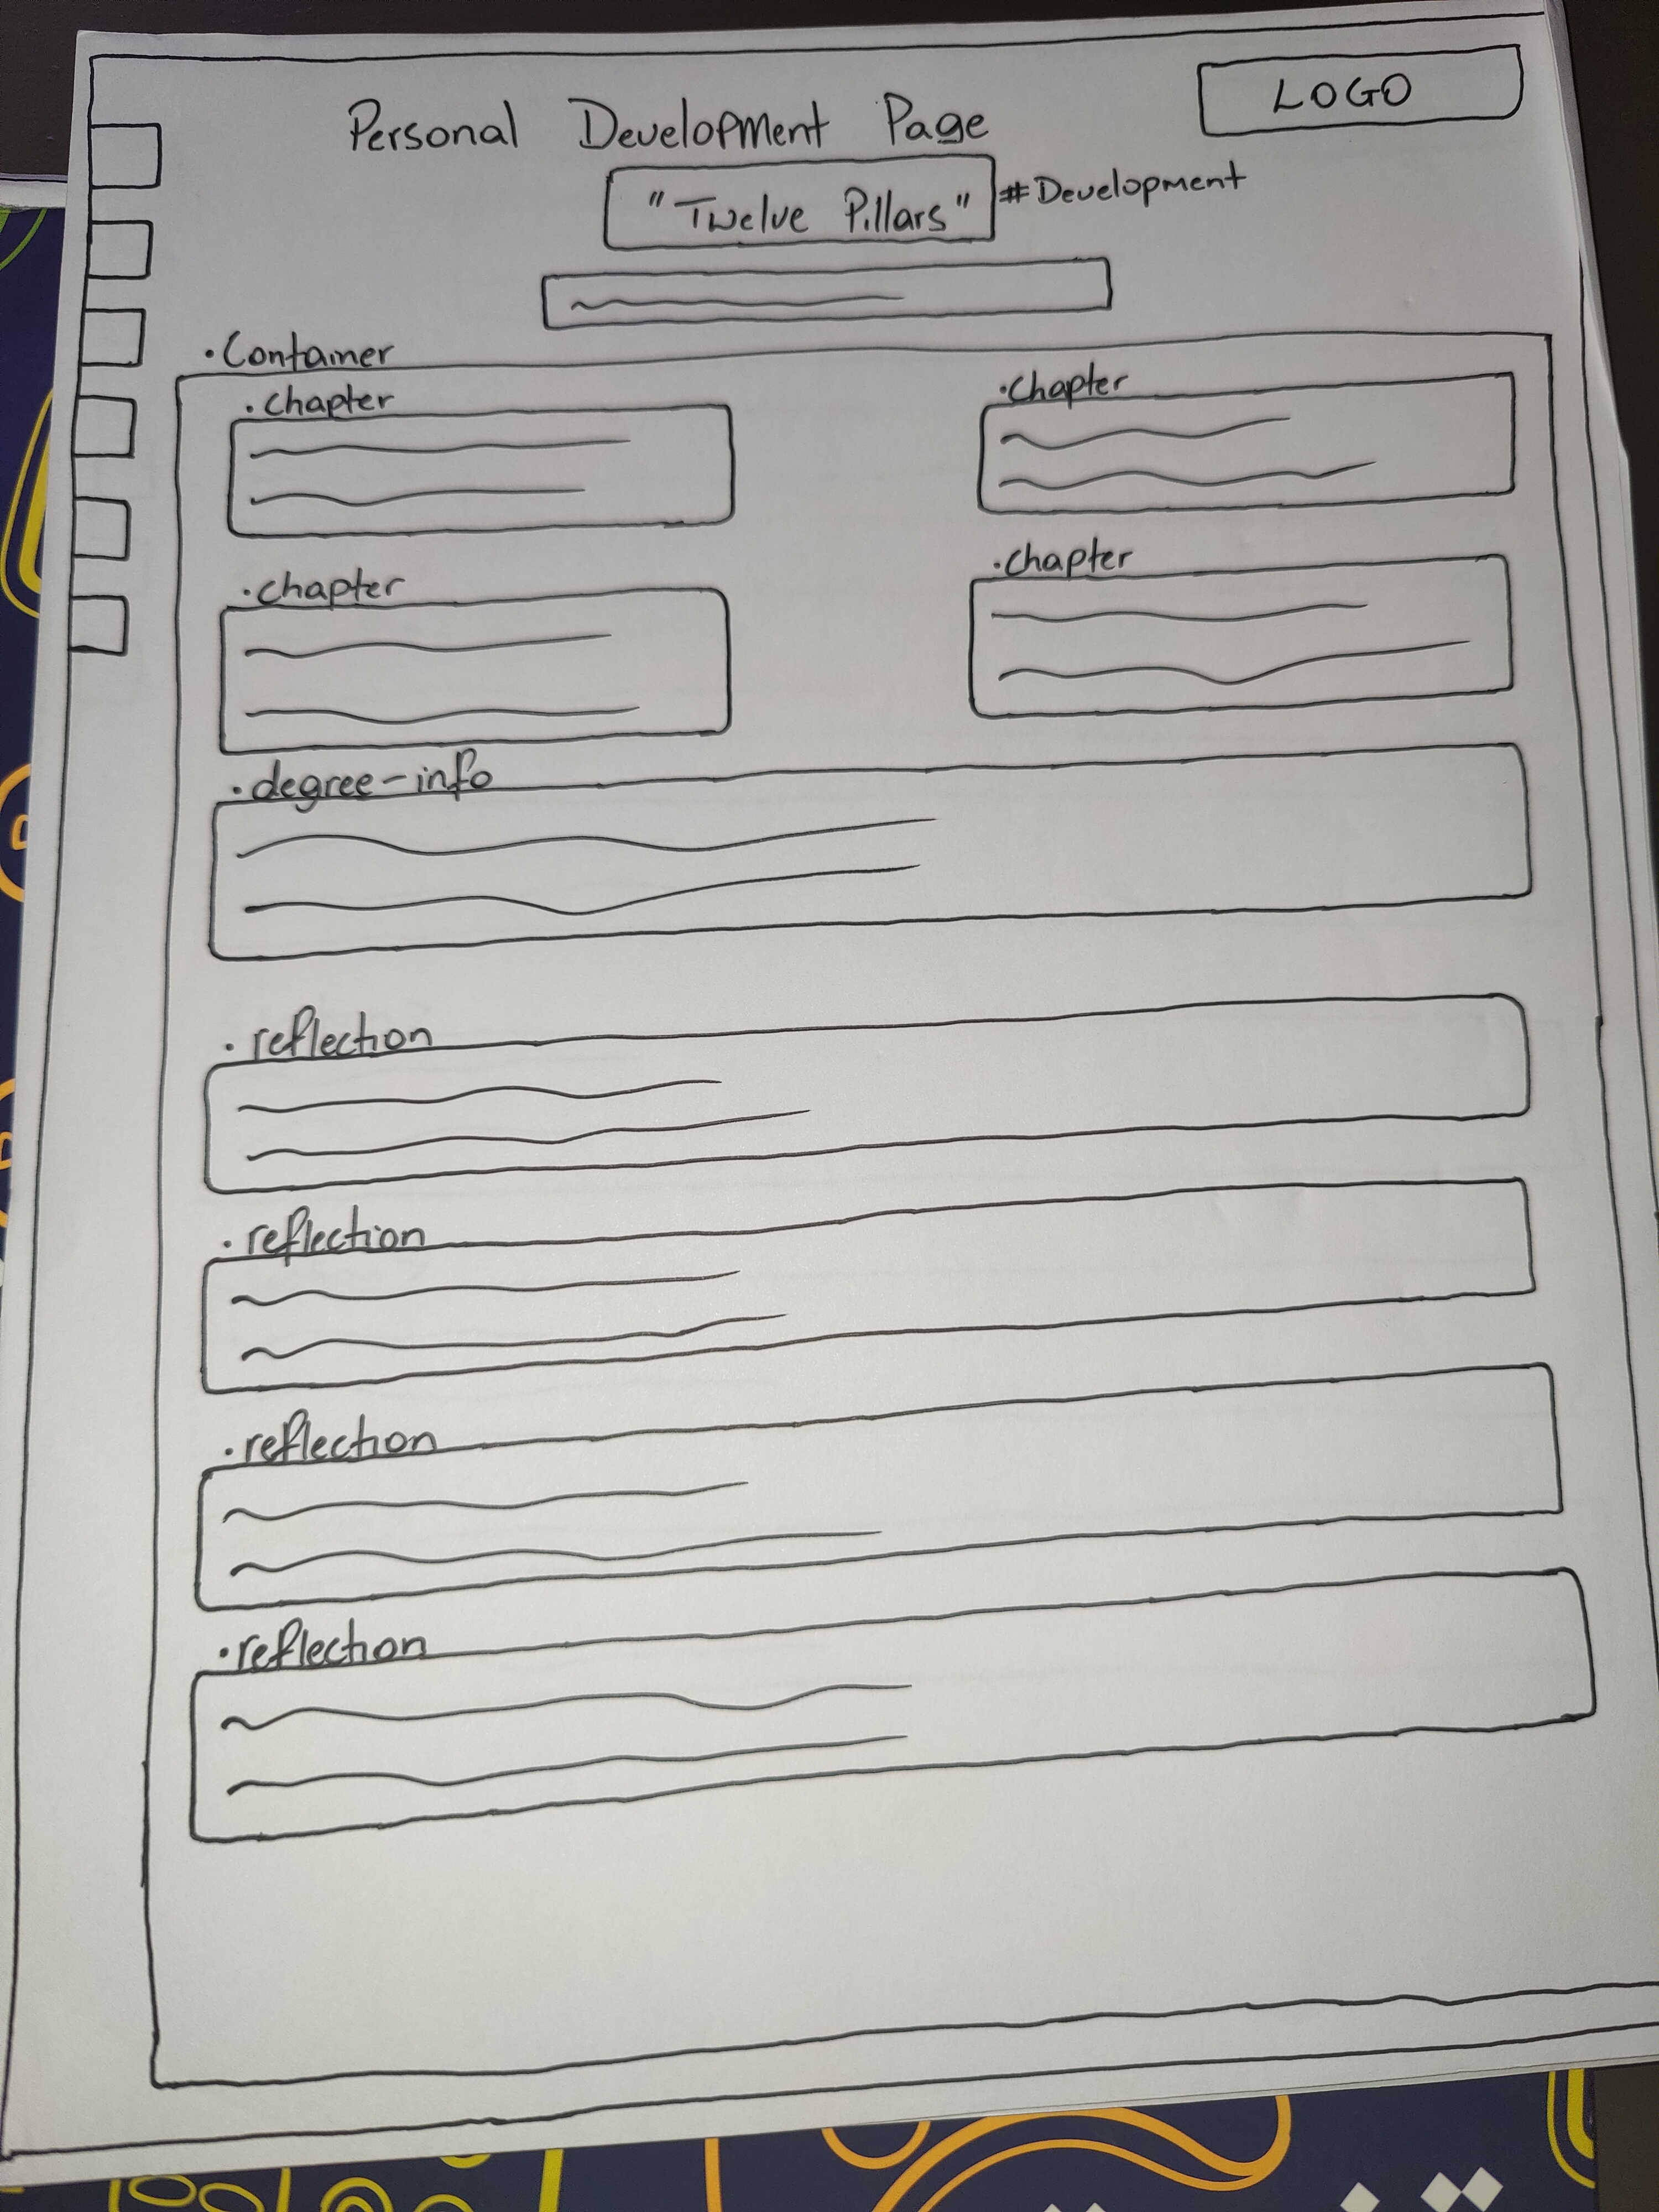 LOGO
Personal Development Page
"Twelve Pillars" #Development
.Container
.chapter
.chapter
.chapter
.chapter
.degree-info
.reflection
.reflection
.reflection
.reflection